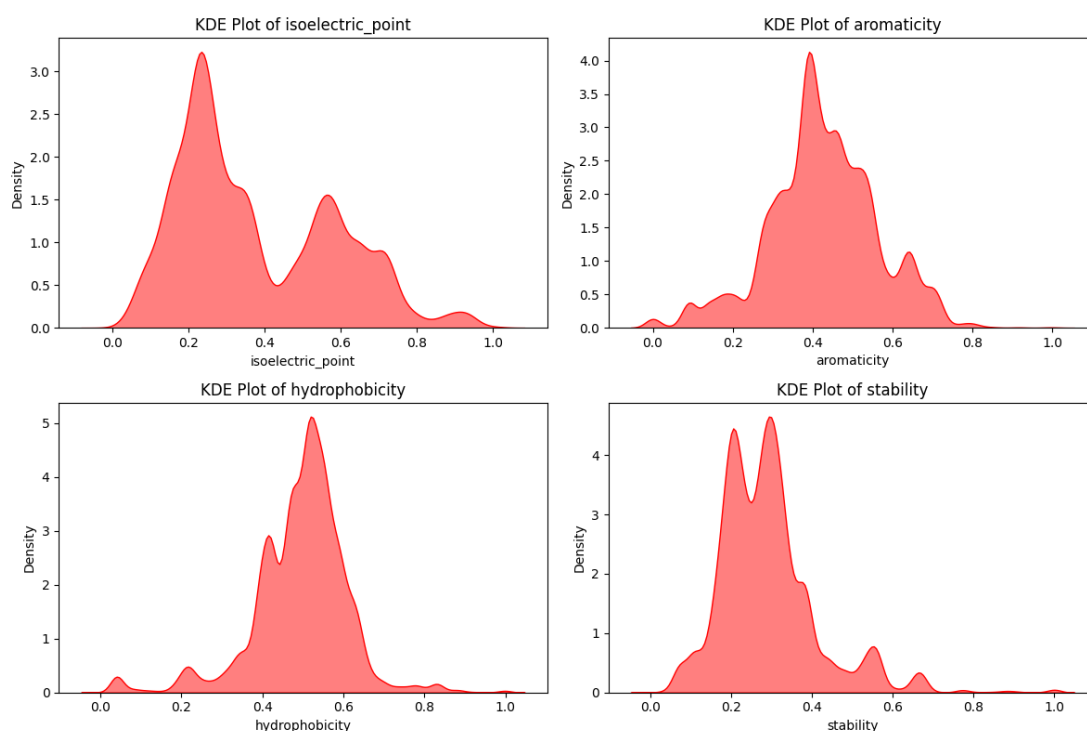 KDE Plot of isoelectric_point
Density
3.0
2.5
2.0
1.5
1.0
0.5
0.0
0.0 0.2 0.4 0.6 0.8 1.0
isoelectric_point
KDE Plot of aromaticity
Density
4.0
3.5
3.0
2.5
2.0
1.5
1.0
0.5
0.0
0.0 0.2 0.4 0.6 0.8 1.0
aromaticity
KDE Plot of hydrophobicity
Density
5
4
3
2
1
0
0.0 0.2 0.4 0.6 0.8 1.0
hydrophobicity
KDE Plot of stability
Density
4
3
2
1
0
0.0 0.2 0.4 0.6 0.8 1.0
stability